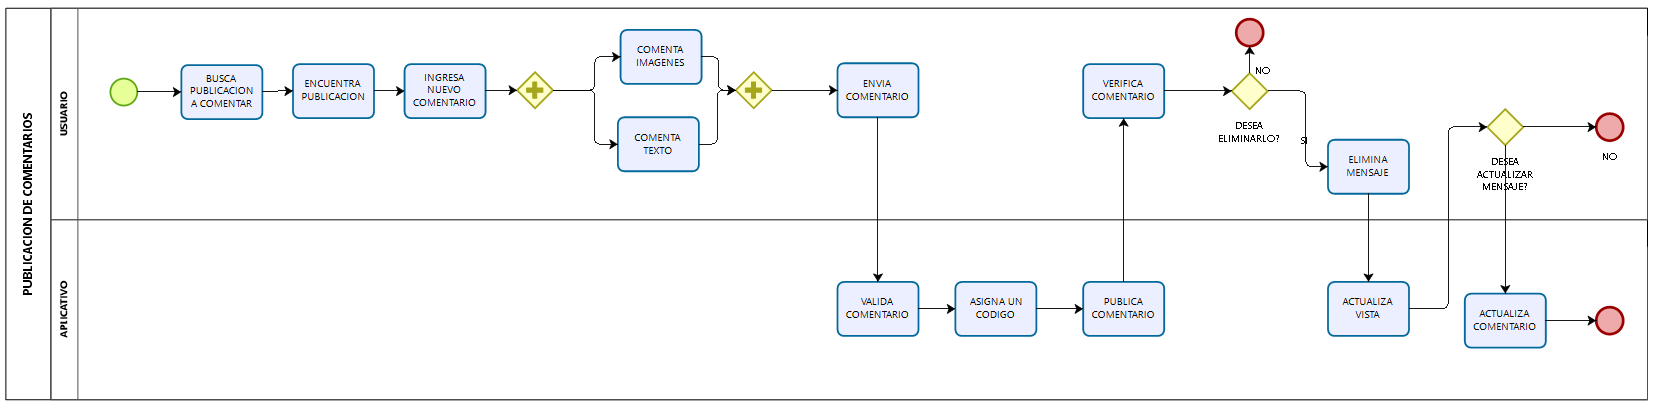 PUBLICACION DE COMENTARIOS
USUARIO
BUSCA
PUBLICACION
A COMENTAR
ENCUENTRA
PUBLICACION
INGRESA
NUEVO
COMENTARIO
COMENTA
IMAGENES
COMENTA
TEXTO
ENVIA
COMENTARIO
VERIFICA
COMENTARIO
NO
DESEA
ELIMINARLO?
SI
ELIMINA
MENSAJE
DESEA
ACTUALIZAR
MENSAJE?
NO
APLICATIVO
VALIDA
COMENTARIO
ASIGNA UN
CODIGO
PUBLICA
COMENTARIO
ACTUALIZA
VISTA
ACTUALIZA
COMENTARIO